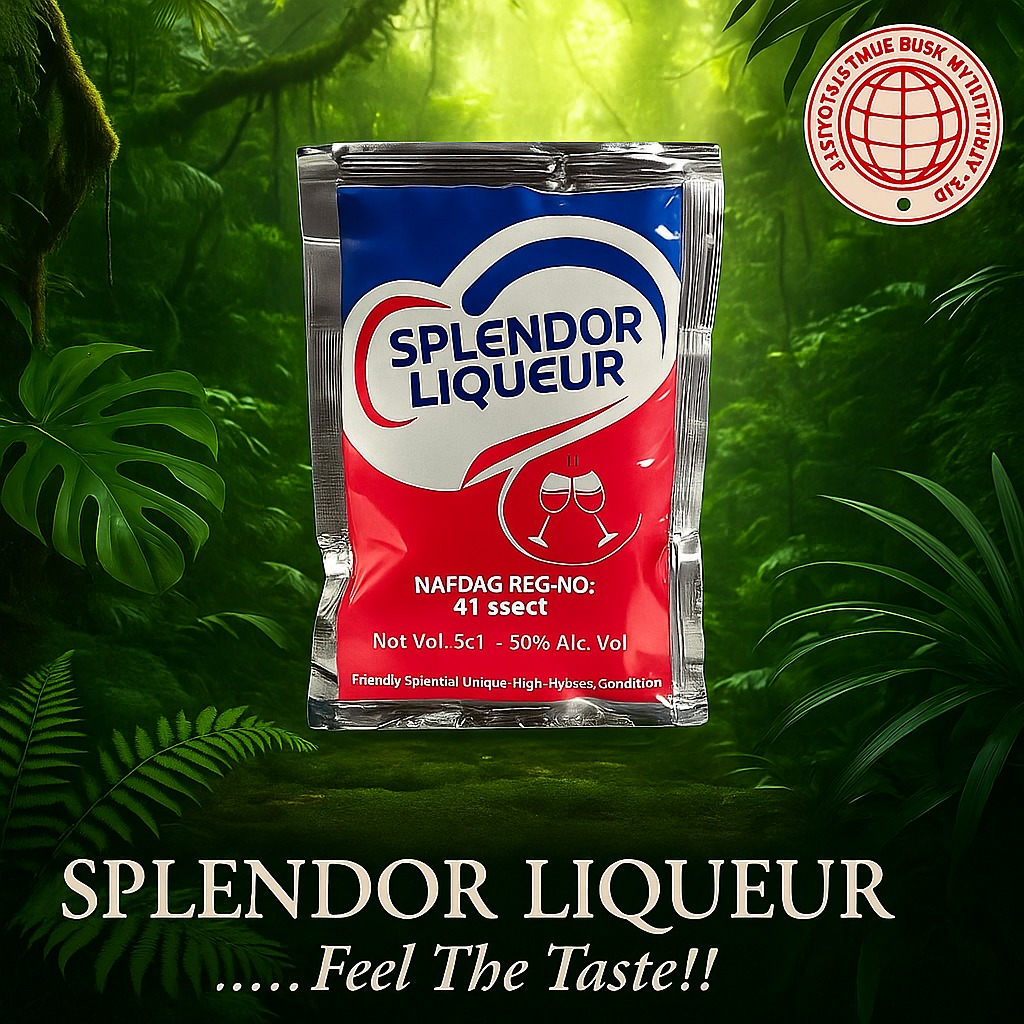 SPLENDOR
LIQUEUR
NAFDAG REG-NO:
41 ssect
Not Vol..5c1 - 50% Alc. Vol
Friendly Spiential Unique-High-Hybses, Gondition
SPLENDOR LIQUEUR
.....Feel The Taste!!